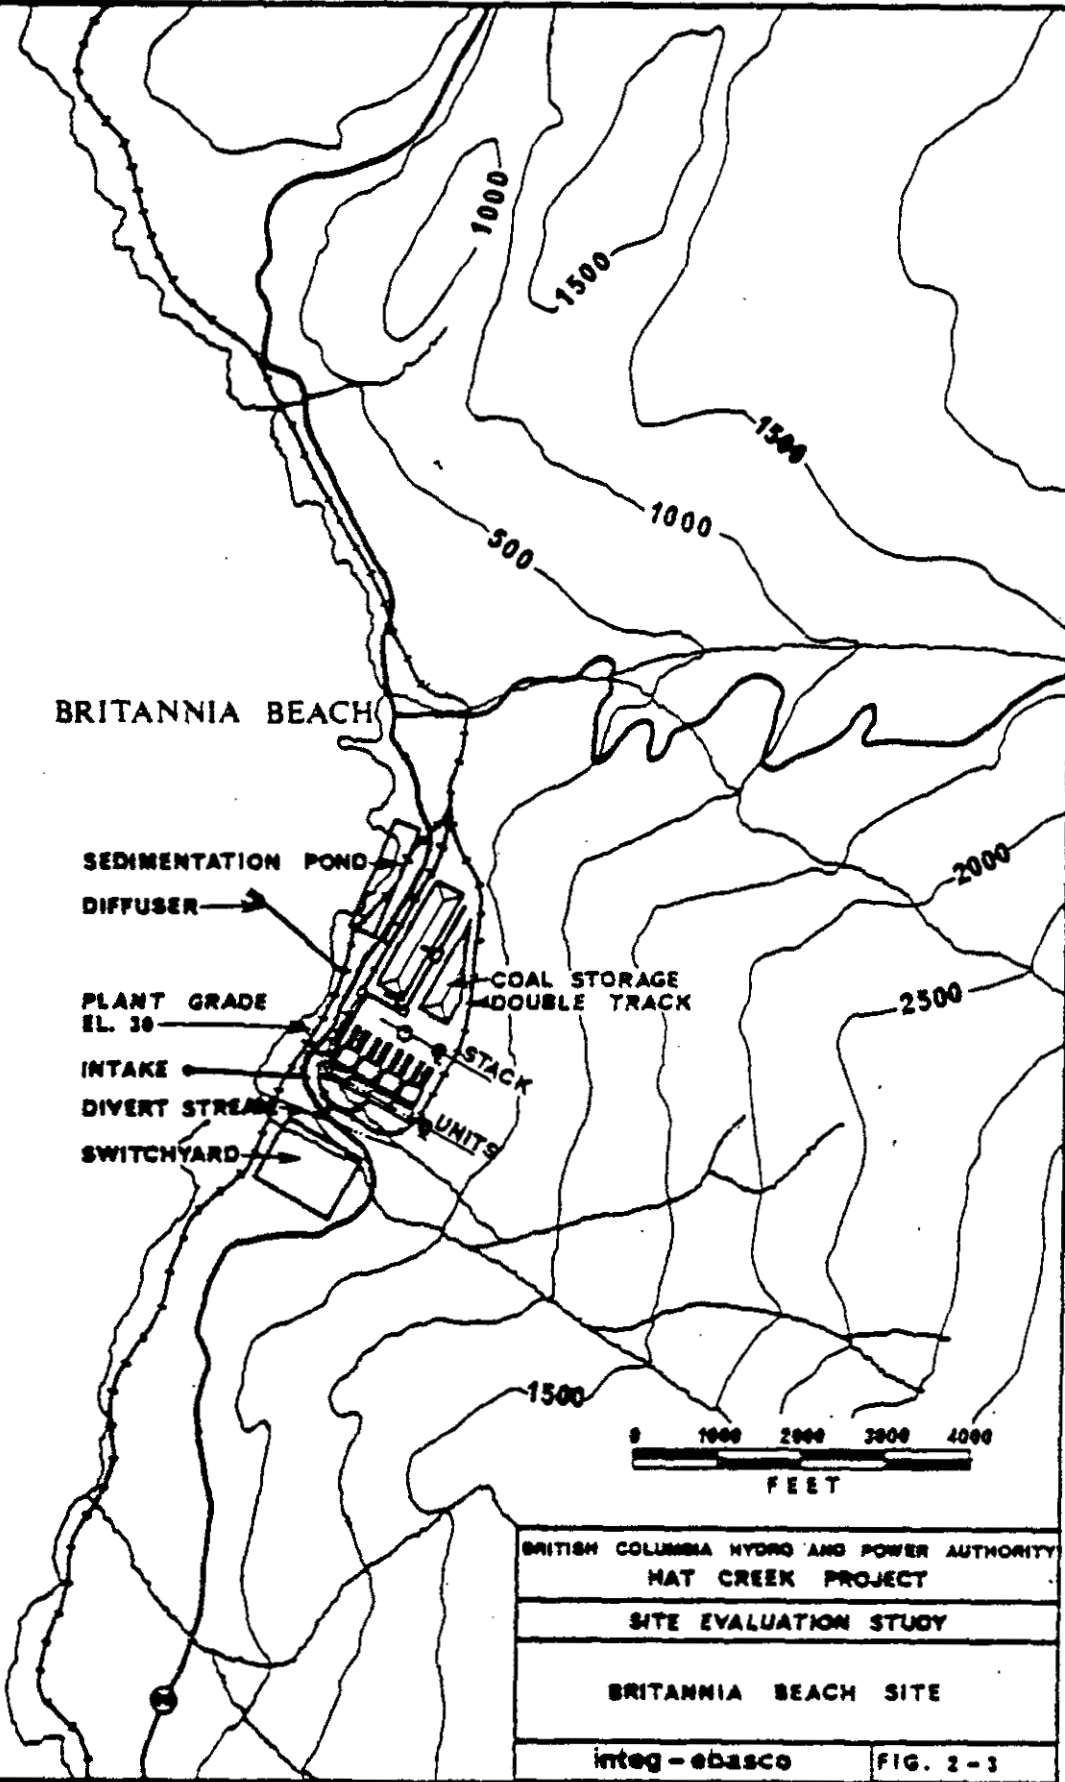 1000
1500
1500
1000
500
BRITANNIA BEACH
SEDIMENTATION POND
DIFFUSER
2000
COAL STORAGE
DOUBLE TRACK
2500
PLANT GRADE
EL. 30
INTAKE
STACK
DIVERT STREAM
UNITS
SWITCHYARD
1500
0 1000 2000 3000 4000
FEET
BRITISH COLUMBIA HYDRO AND POWER AUTHORITY
HAT CREEK PROJECT
SITE EVALUATION STUDY
BRITANNIA BEACH SITE
integ-ebasco
FIG. 2-3